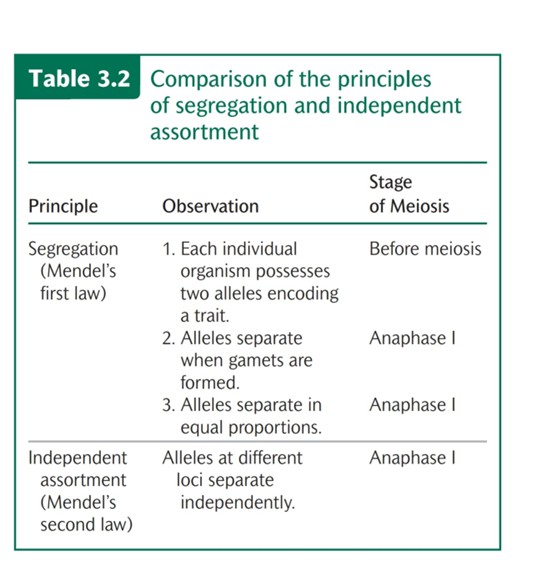 Table 3.2 Comparison of the principles
of segregation and independent
assortment
Stage
Principle Observation of Meiosis
Segregation 1. Each individual Before meiosis
(Mendel's organism possesses
first law) two alleles encoding
a trait.
2. Alleles separate Anaphase I
when gamets are
formed.
3. Alleles separate in Anaphase I
equal proportions.
Independent Alleles at different Anaphase I
assortment loci separate
(Mendel's independently.
second law)